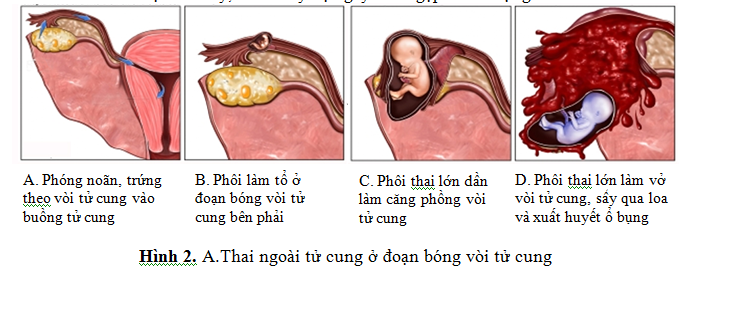 A. Phóng noãn, trứng
theo vòi tử cung vào
buồng tử cung
B. Phôi làm tổ ở
đoạn bóng vòi tử
cung bên phải
C. Phôi thai lớn dần
làm căng phồng vòi
tử cung
D. Phôi thai lớn làm vở
vòi tử cung, sẩy qua loa
và xuất huyết ổ bụng
Hình 2. A.Thai ngoài tử cung ở đoạn bóng vòi tử cung